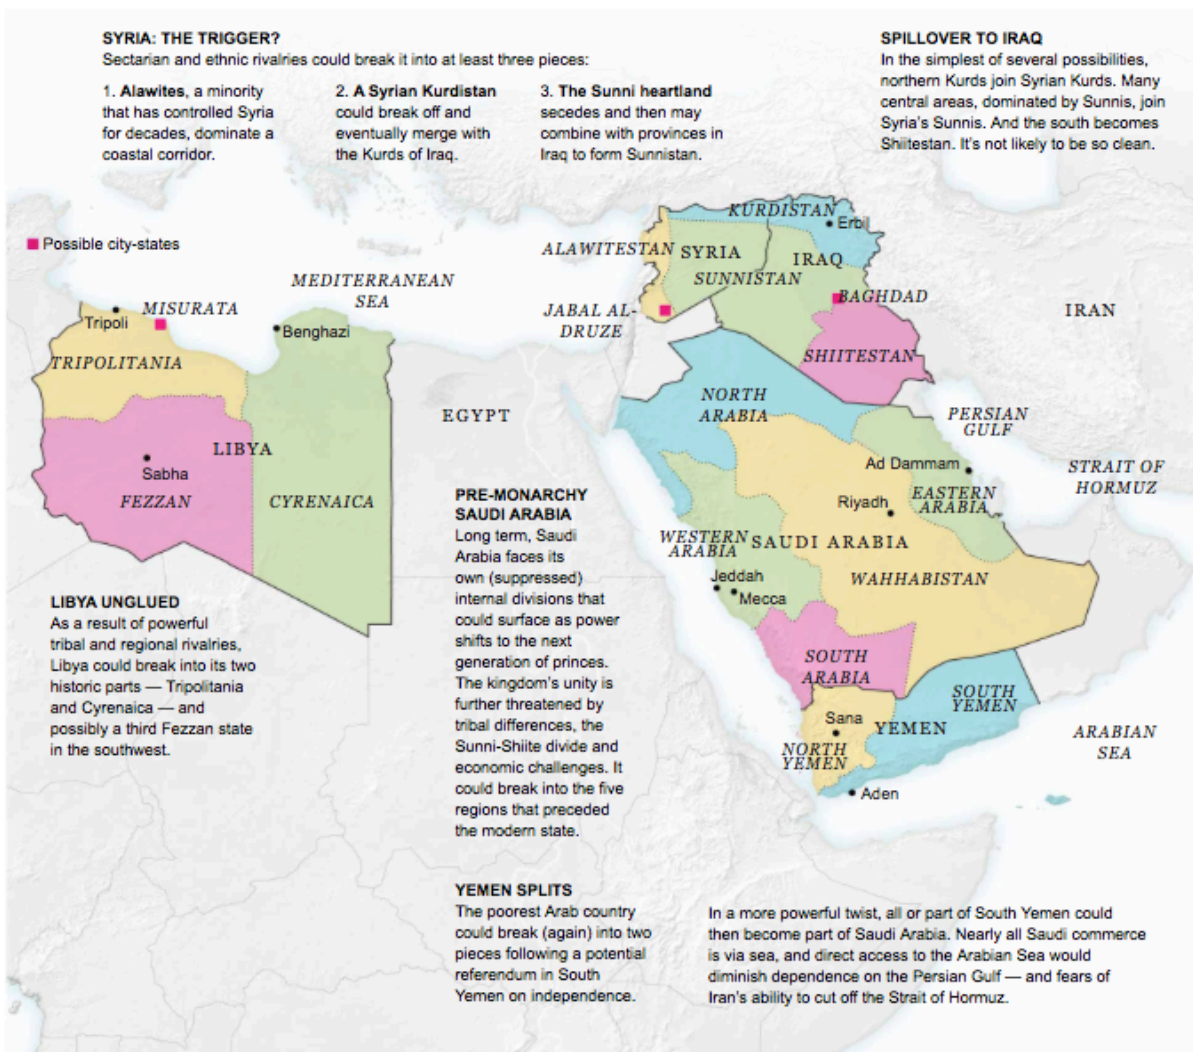 SYRIA: THE TRIGGER?
Sectarian and ethnic rivalries could break it into at least three pieces:
1. Alawites, a minority
that has controlled Syria
for decades, dominate a
coastal corridor.
2. A Syrian Kurdistan
could break off and
eventually merge with
the Kurds of Iraq.
3. The Sunni heartland
secedes and then may
combine with provinces in
Iraq to form Sunnistan.
SPILLOVER TO IRAQ
In the simplest of several possibilities,
northern Kurds join Syrian Kurds. Many
central areas, dominated by Sunnis, join
Syria's Sunnis. And the south becomes
Shiitestan. It's not likely to be so clean.
Possible city-states
MEDITERRANEAN
SEA
MISURATA
Tripoli
Benghazi
TRIPOLITANIA
LIBYA
Sabha
FEZZAN
CYRENAICA
EGYPT
KURDISTAN
Erbil
ALAWITESTAN
SYRIA
IRAQ
SUNNISTAN
JABAL AL-
DRUZE
BAGHDAD
IRAN
SHIITESTAN
NORTH
ARABIA
PERSIAN
GULF
Ad Dammam
STRAIT OF
HORMUZ
Riyadh
EASTERN
ARABIA
WESTERN
ARABIA
SAUDI ARABIA
WAHHABISTAN
Jeddah
Mecca
SOUTH
ARABIA
SOUTH
YEMEN
Sana
YEMEN
NORTH
YEMEN
Aden
ARABIAN
SEA
LIBYA UNGLUED
As a result of powerful
tribal and regional rivalries,
Libya could break into its two
historic parts — Tripolitania
and Cyrenaica — and
possibly a third Fezzan state
in the southwest.
PRE-MONARCHY
SAUDI ARABIA
Long term, Saudi
Arabia faces its
own (suppressed)
internal divisions that
could surface as power
shifts to the next
generation of princes.
The kingdom's unity is
further threatened by
tribal differences, the
Sunni-Shiite divide and
economic challenges. It
could break into the five
regions that preceded
the modern state.
YEMEN SPLITS
The poorest Arab country
could break (again) into two
pieces following a potential
referendum in South
Yemen on independence.
In a more powerful twist, all or part of South Yemen could
then become part of Saudi Arabia. Nearly all Saudi commerce
is via sea, and direct access to the Arabian Sea would
diminish dependence on the Persian Gulf — and fears of
Iran's ability to cut off the Strait of Hormuz.